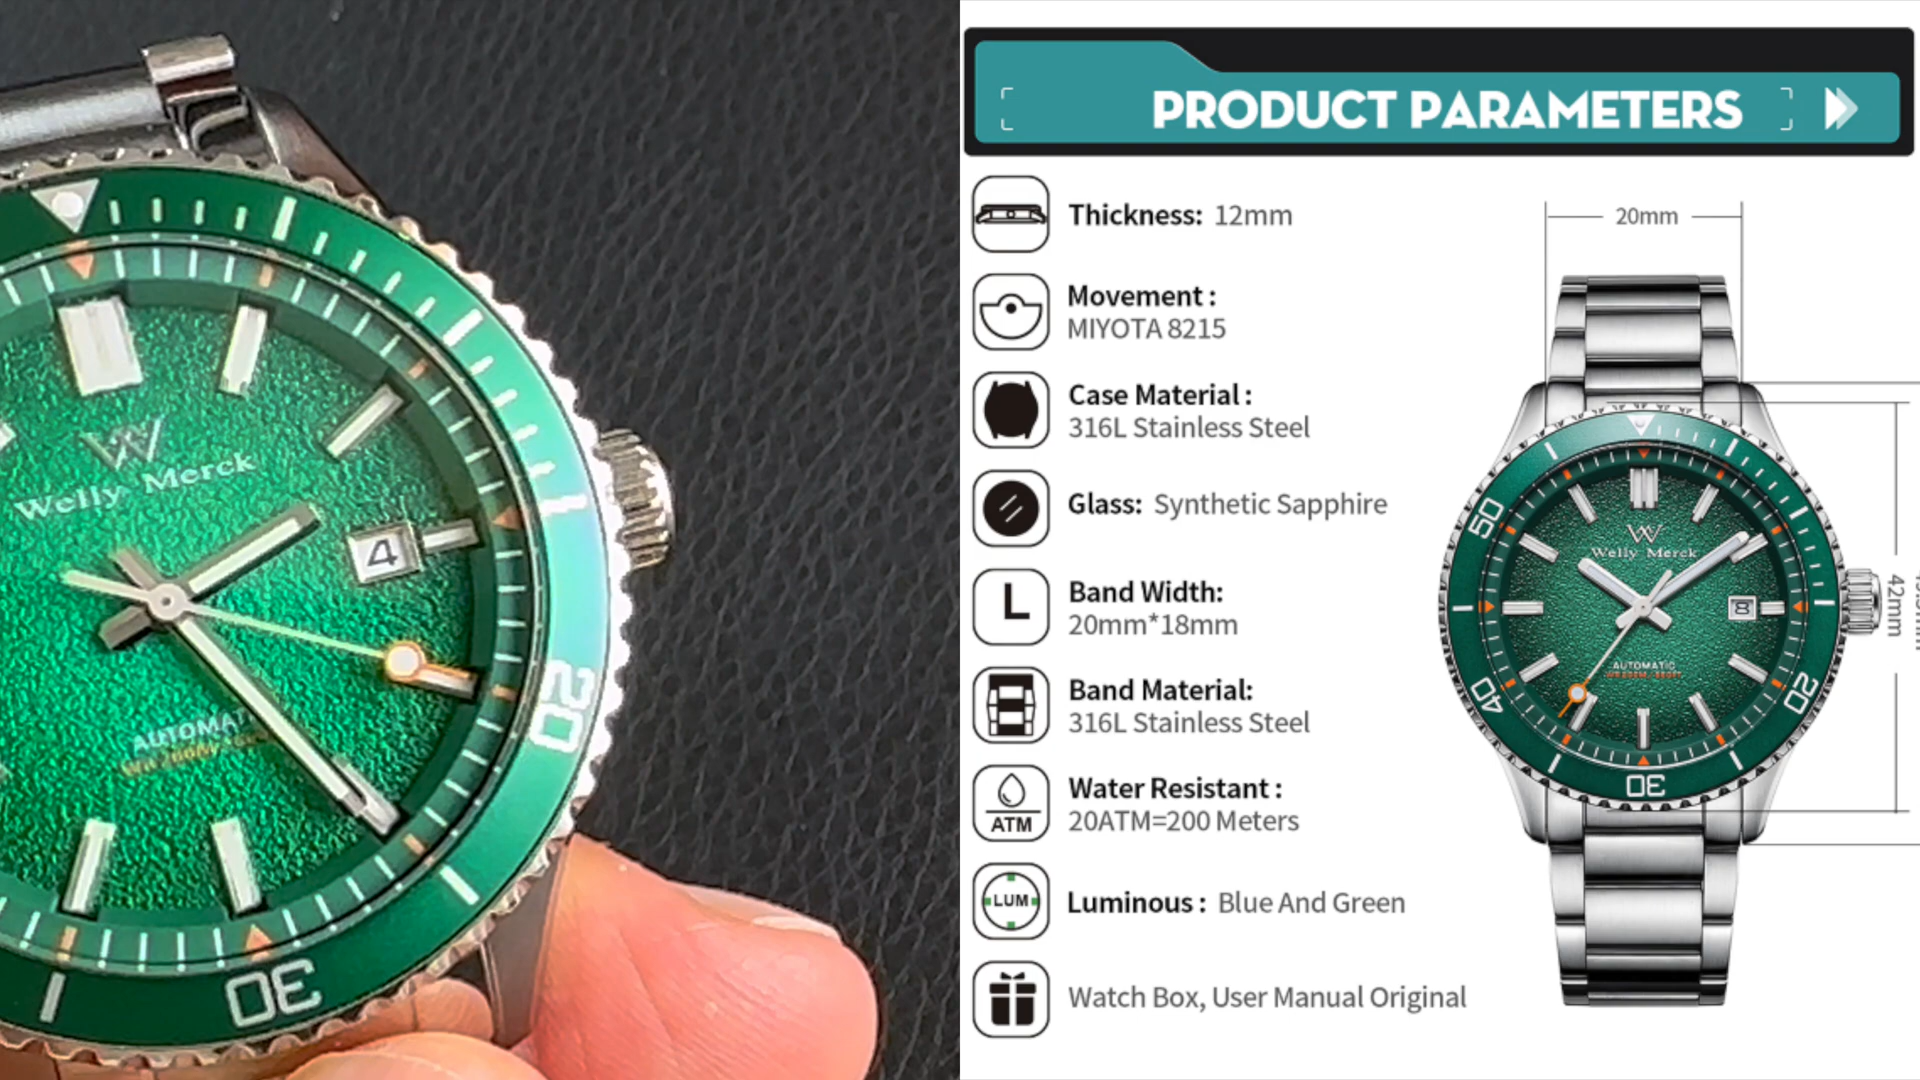 Welly Merck
4
20
30
PRODUCT PARAMETERS
Thickness: 12mm
Movement :
MIYOTA 8215
Case Material :
316L Stainless Steel
Glass: Synthetic Sapphire
L
Band Width:
20mm*18mm
Band Material:
316L Stainless Steel
ATM
Water Resistant :
20ATM=200 Meters
LUM
Luminous : Blue And Green
Watch Box, User Manual Original
20mm
50
Welly Merck
8
42mm
AUTOMATIC
40
20
30